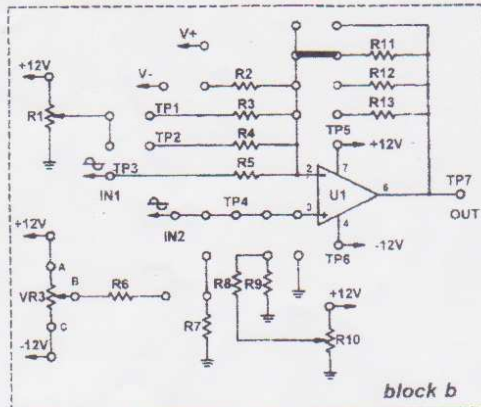 V+
+12V
R11
V-
R2
R12
R1
TP1
R3
R13
TP2
R4
TP5
+12V
TP3
R5
2
7
TP7
IN1
U1
6
OUT
TP4
3
4
IN2
TP6
-12V
+12V
A
VR3
B
R6
R8
R9
+12V
C
R7
R10
-12V
block b